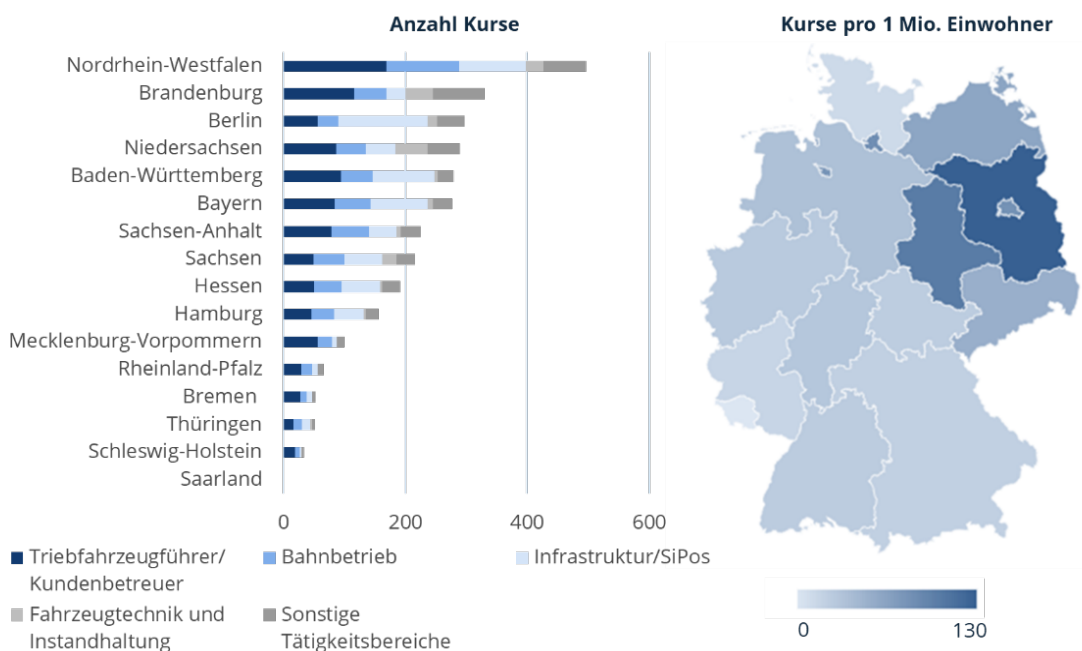 Anzahl Kurse
Nordrhein-Westfalen
Brandenburg
Berlin
Niedersachsen
Baden-Württemberg
Bayern
Sachsen-Anhalt
Sachsen
Hessen
Hamburg
Mecklenburg-Vorpommern
Rheinland-Pfalz
Bremen
Thüringen
Schleswig-Holstein
Saarland
0 200 400 600
Triebfahrzeugführer/
Kundenbetreuer
Bahnbetrieb
Infrastruktur/SiPos
Fahrzeugtechnik und
Instandhaltung
Sonstige
Tätigkeitsbereiche
Kurse pro 1 Mio. Einwohner
0 130